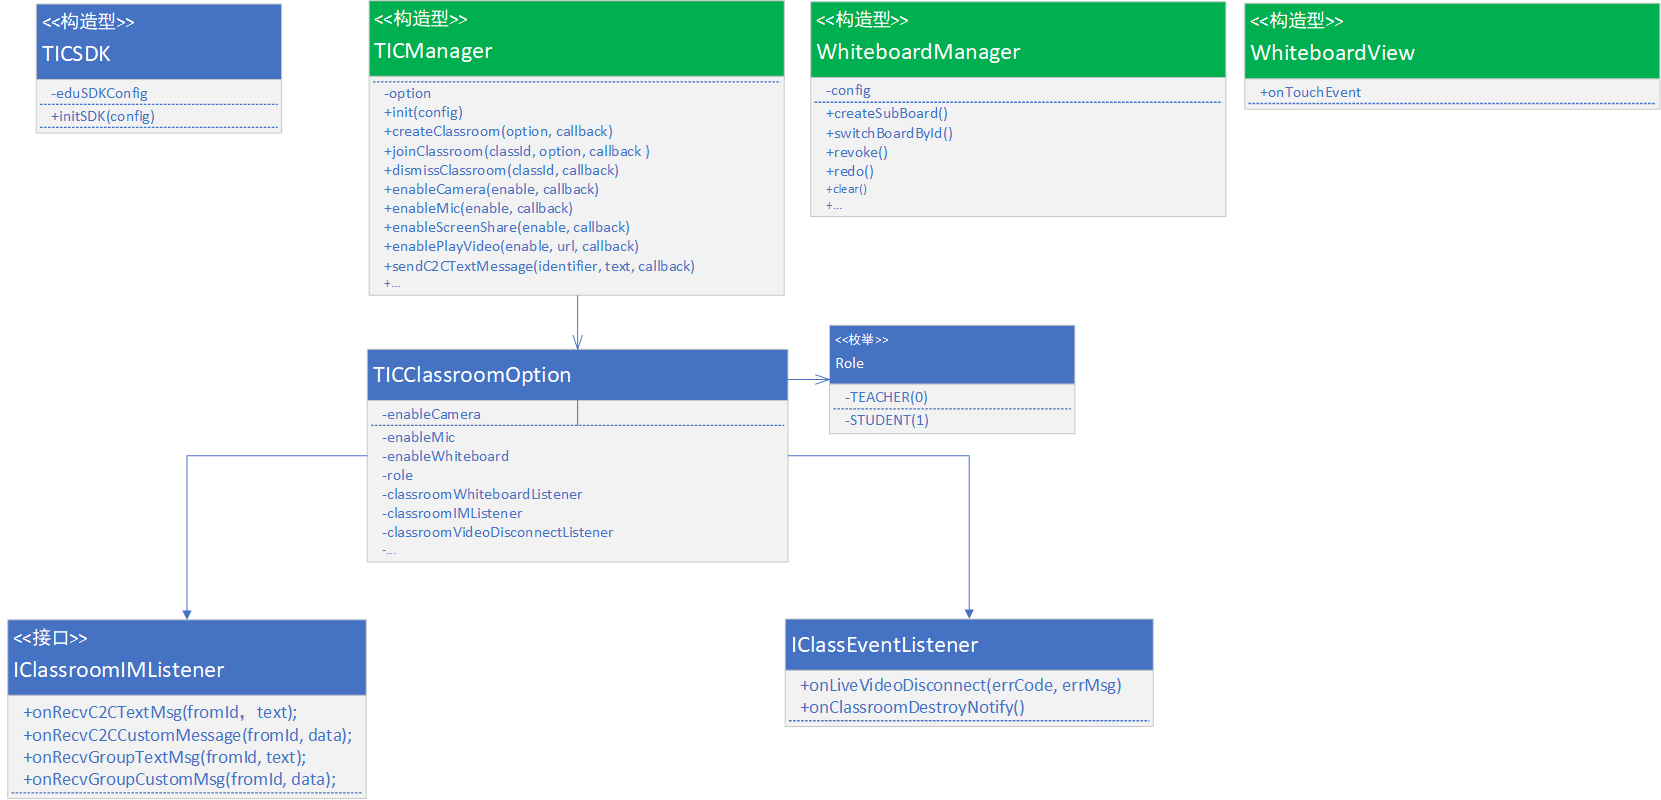 <<构造型>>
TICSDK
-eduSDKConfig
+initSDK(config)
<<构造型>>
TICManager
-option
+init(config)
+createClassroom(option, callback)
+joinClassroom(classId, option, callback )
+dismissClassroom(classId, callback)
+enableCamera(enable, callback)
+enableMic(enable, callback)
+enableScreenShare(enable, callback)
+enablePlayVideo(enable, url, callback)
+sendC2CTextMessage(identifier, text, callback)
+...
<<构造型>>
WhiteboardManager
-config
+createSubBoard()
+switchBoardById()
+revoke()
+redo()
+clear()
+...
<<构造型>>
WhiteboardView
+onTouchEvent
TICClassroomOption
-enableCamera
-enableMic
-enableWhiteboard
-role
-classroomWhiteboardListener
-classroomIMListener
-classroomVideoDisconnectListener
-...
<<枚举>>
Role
-TEACHER(0)
-STUDENT(1)
<<接口>>
IClassroomIMListener
+onRecvC2CTextMsg(fromId，text);
+onRecvC2CCustomMessage(fromId, data);
+onRecvGroupTextMsg(fromId, text);
+onRecvGroupCustomMsg(fromId, data);
IClassEventListener
+onLiveVideoDisconnect(errCode, errMsg)
+onClassroomDestroyNotify()